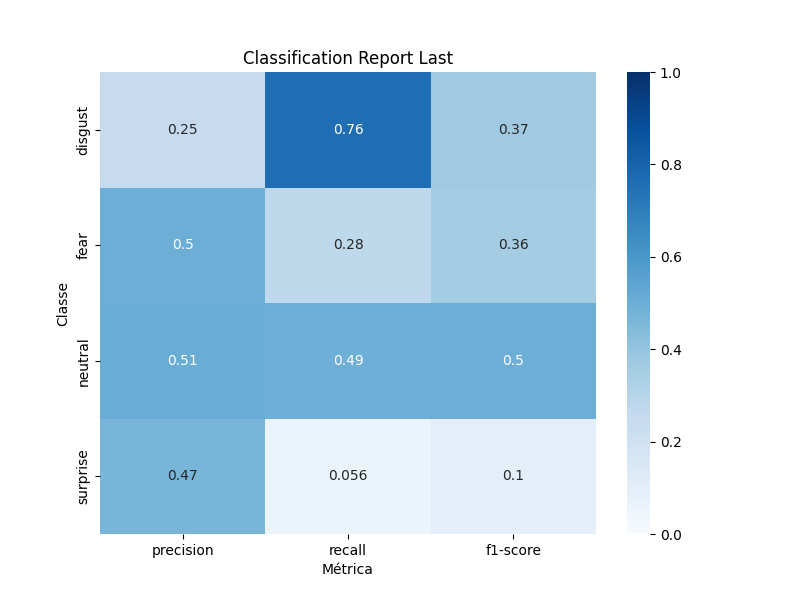 Classification Report Last
Classe
disgust 0.25 0.76 0.37
fear 0.5 0.28 0.36
neutral 0.51 0.49 0.5
surprise 0.47 0.056 0.1
precision recall f1-score
Métrica
1.0
0.8
0.6
0.4
0.2
0.0